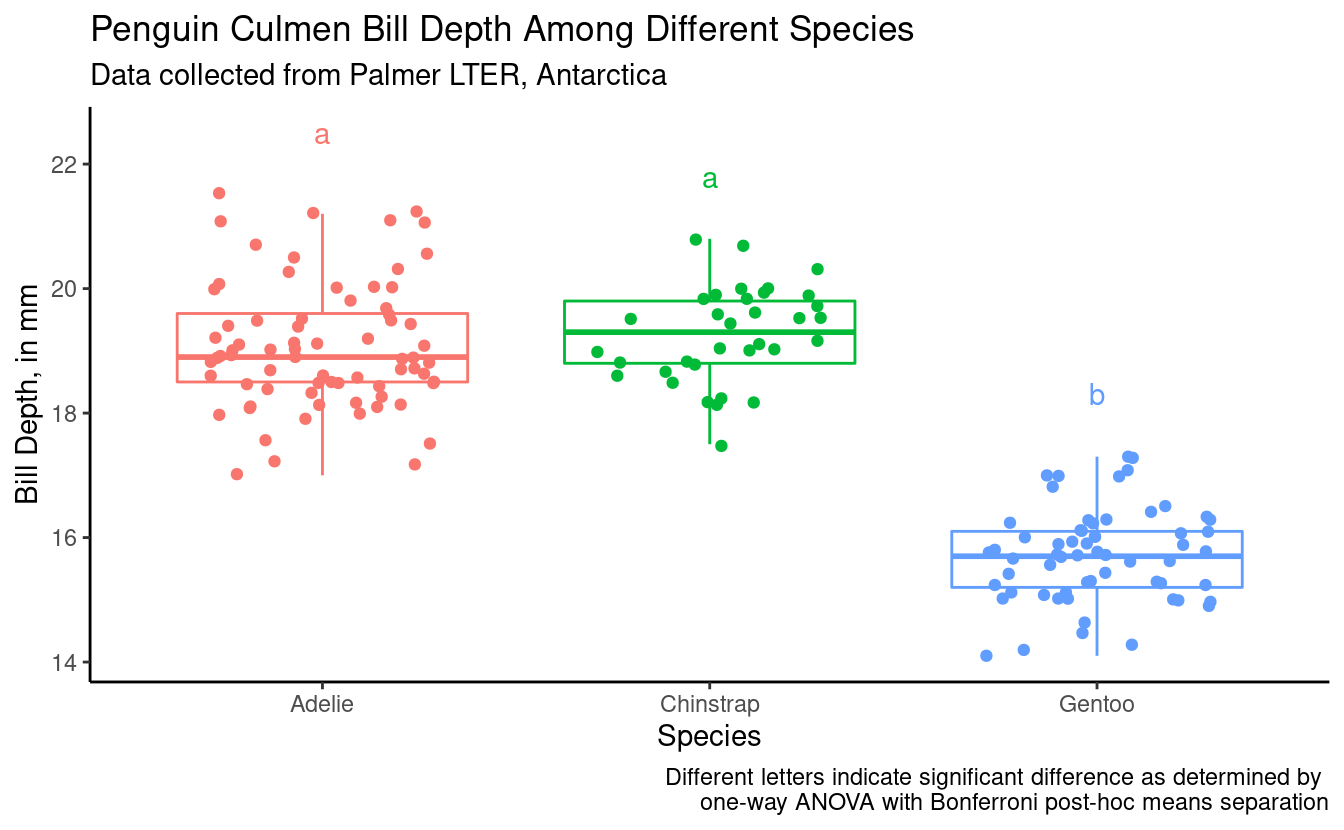 Penguin Culmen Bill Depth Among Different Species
Data collected from Palmer LTER, Antarctica
a
a
b
22
20
18
16
14
Bill Depth, in mm
Adelie
Chinstrap
Gentoo
Species
Different letters indicate significant difference as determined by
one-way ANOVA with Bonferroni post-hoc means separation